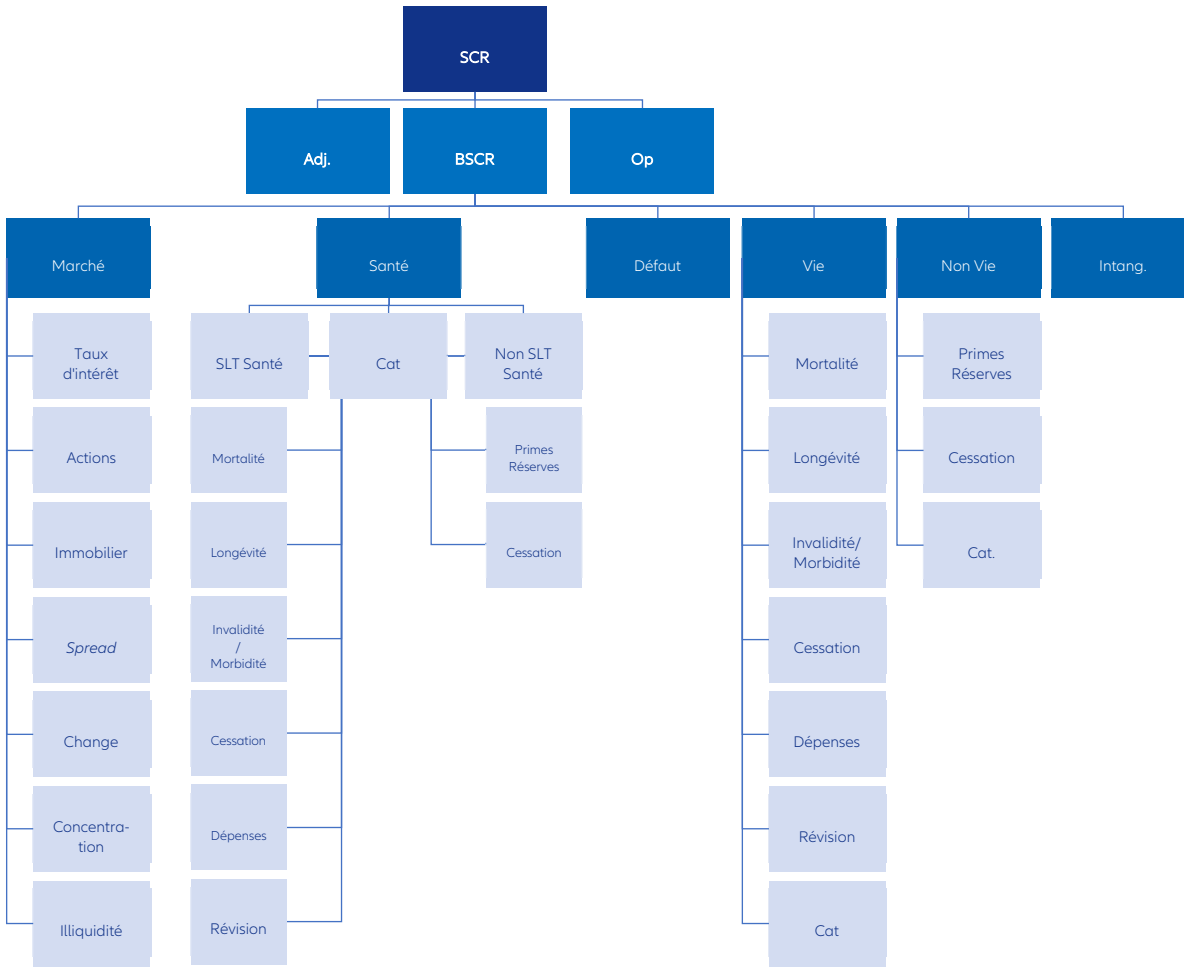 SCR
Adj.
BSCR
Op
Marché
Santé
Défaut
Vie
Non Vie
Intang.
Taux
d'intérêt
Actions
Immobilier
Spread
Change
Concentra-
tion
Illiquidité
SLT Santé
Cat
Non SLT
Santé
Mortalité
Longévité
Invalidité
/
Morbidité
Cessation
Dépenses
Révision
Primes
Réserves
Cessation
Mortalité
Longévité
Invalidité/
Morbidité
Cessation
Dépenses
Révision
Cat
Primes
Réserves
Cessation
Cat.